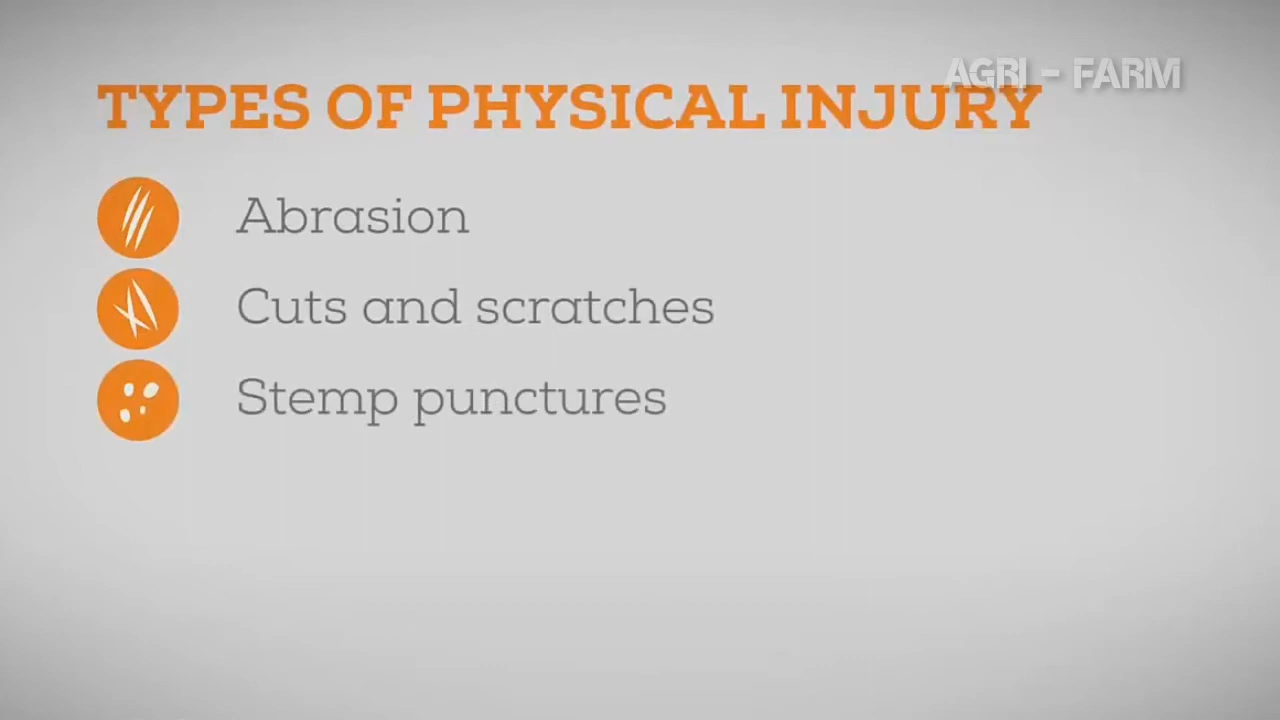 AGRI - FARM
TYPES OF PHYSICAL INJURY
Abrasion
Cuts and scratches
Stemp punctures